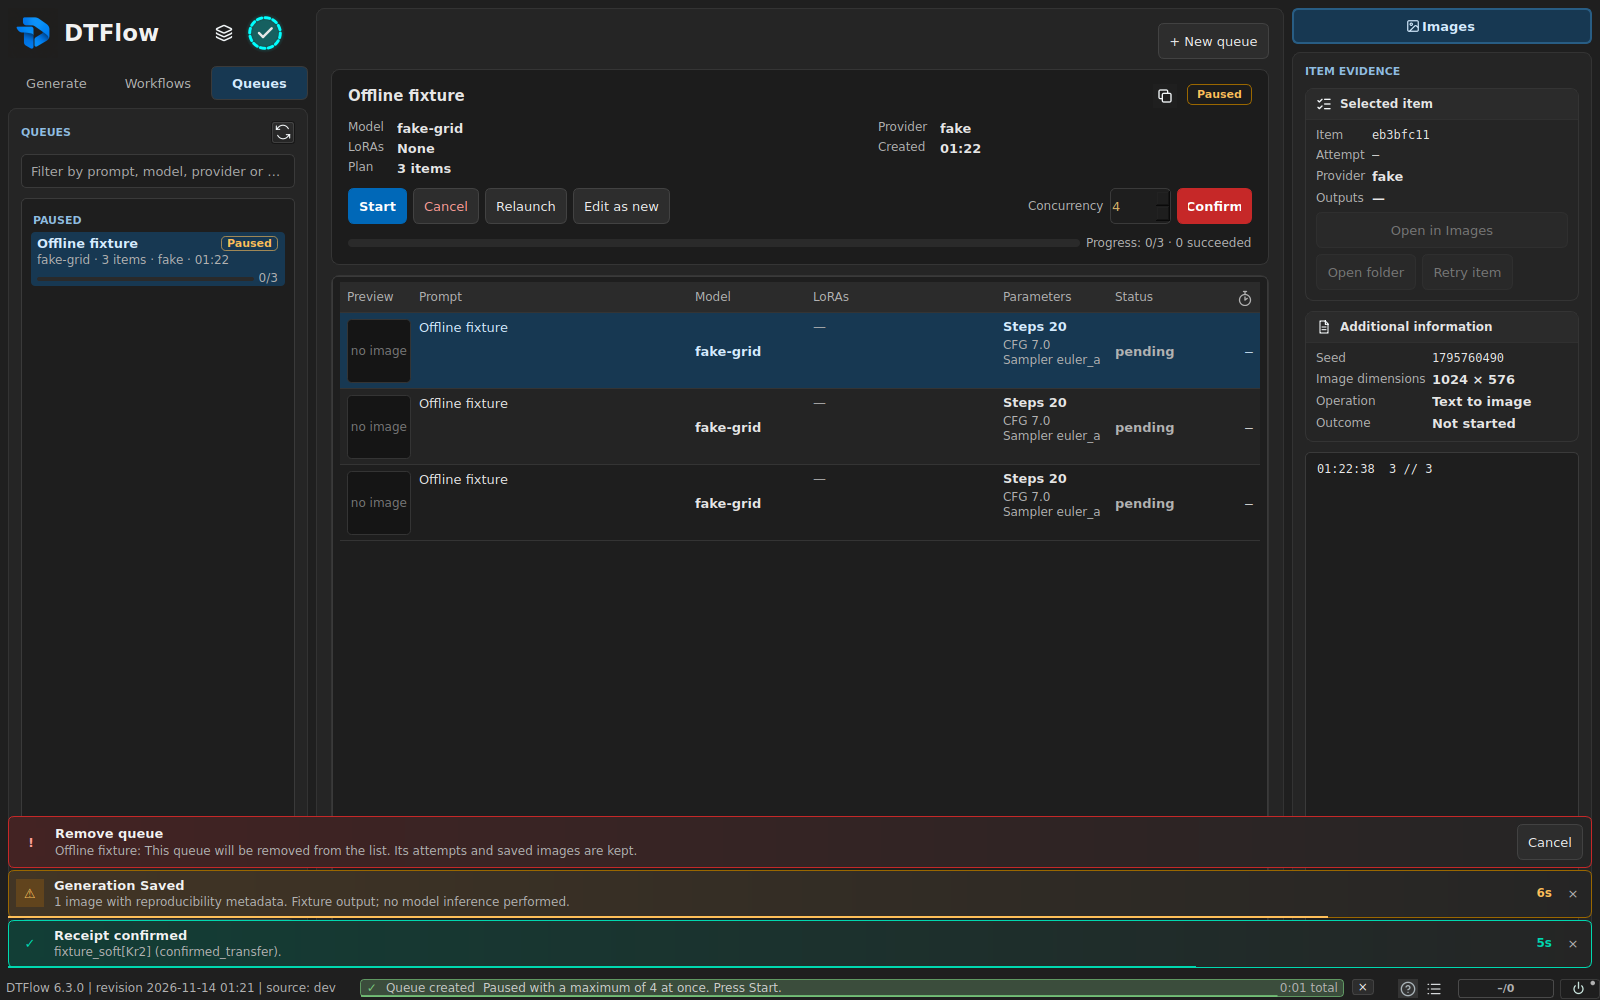 DTFlow
Generate Workflows Queues
QUEUES
Filter by prompt, model, provider or ...
PAUSED
Offline fixture Paused
fake-grid · 3 items · fake · 01:22
0/3
+ New queue
Offline fixture Paused
Model fake-grid
LoRAs None
Plan 3 items
Provider fake
Created 01:22
Start Cancel Relaunch Edit as new Concurrency 4 Confirm
Progress: 0/3 · 0 succeeded
Preview Prompt Model LoRAs Parameters Status
no image Offline fixture fake-grid — Steps 20
CFG 7.0
Sampler euler_a
pending –
no image Offline fixture fake-grid — Steps 20
CFG 7.0
Sampler euler_a
pending –
no image Offline fixture fake-grid — Steps 20
CFG 7.0
Sampler euler_a
pending –
Images
ITEM EVIDENCE
Selected item
Item eb3bfc11
Attempt –
Provider fake
Outputs —
Open in Images
Open folder Retry item
Additional information
Seed 1795760490
Image dimensions 1024 × 576
Operation Text to image
Outcome Not started
01:22:38 3 // 3
! Remove queue
Offline fixture: This queue will be removed from the list. Its attempts and saved images are kept.
Cancel
⚠ Generation Saved
1 image with reproducibility metadata. Fixture output; no model inference performed.
6s ×
✓ Receipt confirmed
fixture_soft[Kr2] (confirmed_transfer).
5s ×
DTFlow 6.3.0 | revision 2026-11-14 01:21 | source: dev
✓ Queue created Paused with a maximum of 4 at once. Press Start. 0:01 total ×
–/0